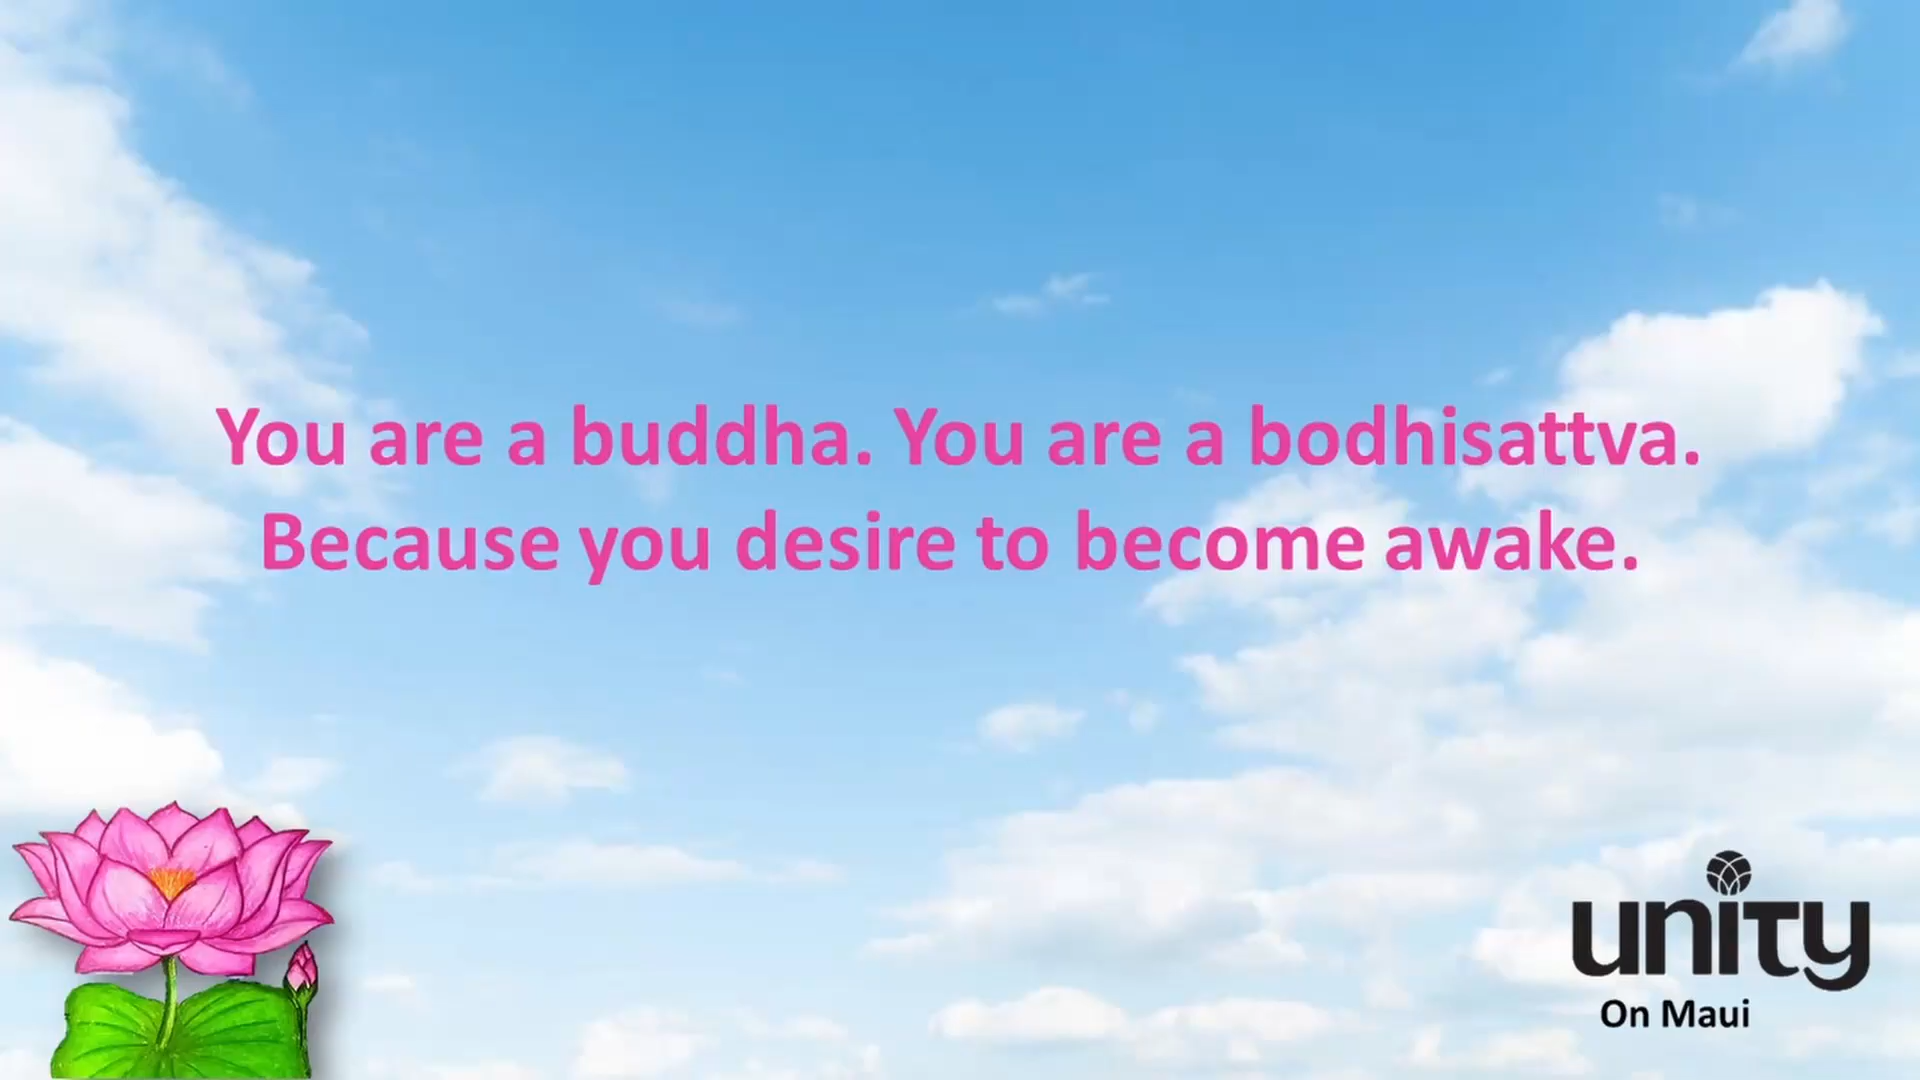 You are a buddha. You are a bodhisattva.
Because you desire to become awake.
unity
On Maui